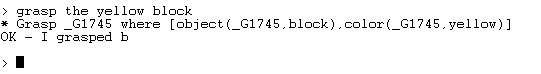 > grasp the yellow block
* Grasp _G1745 where [object(_G1745,block),color(_G1745,yellow)]
OK - I grasped b
>